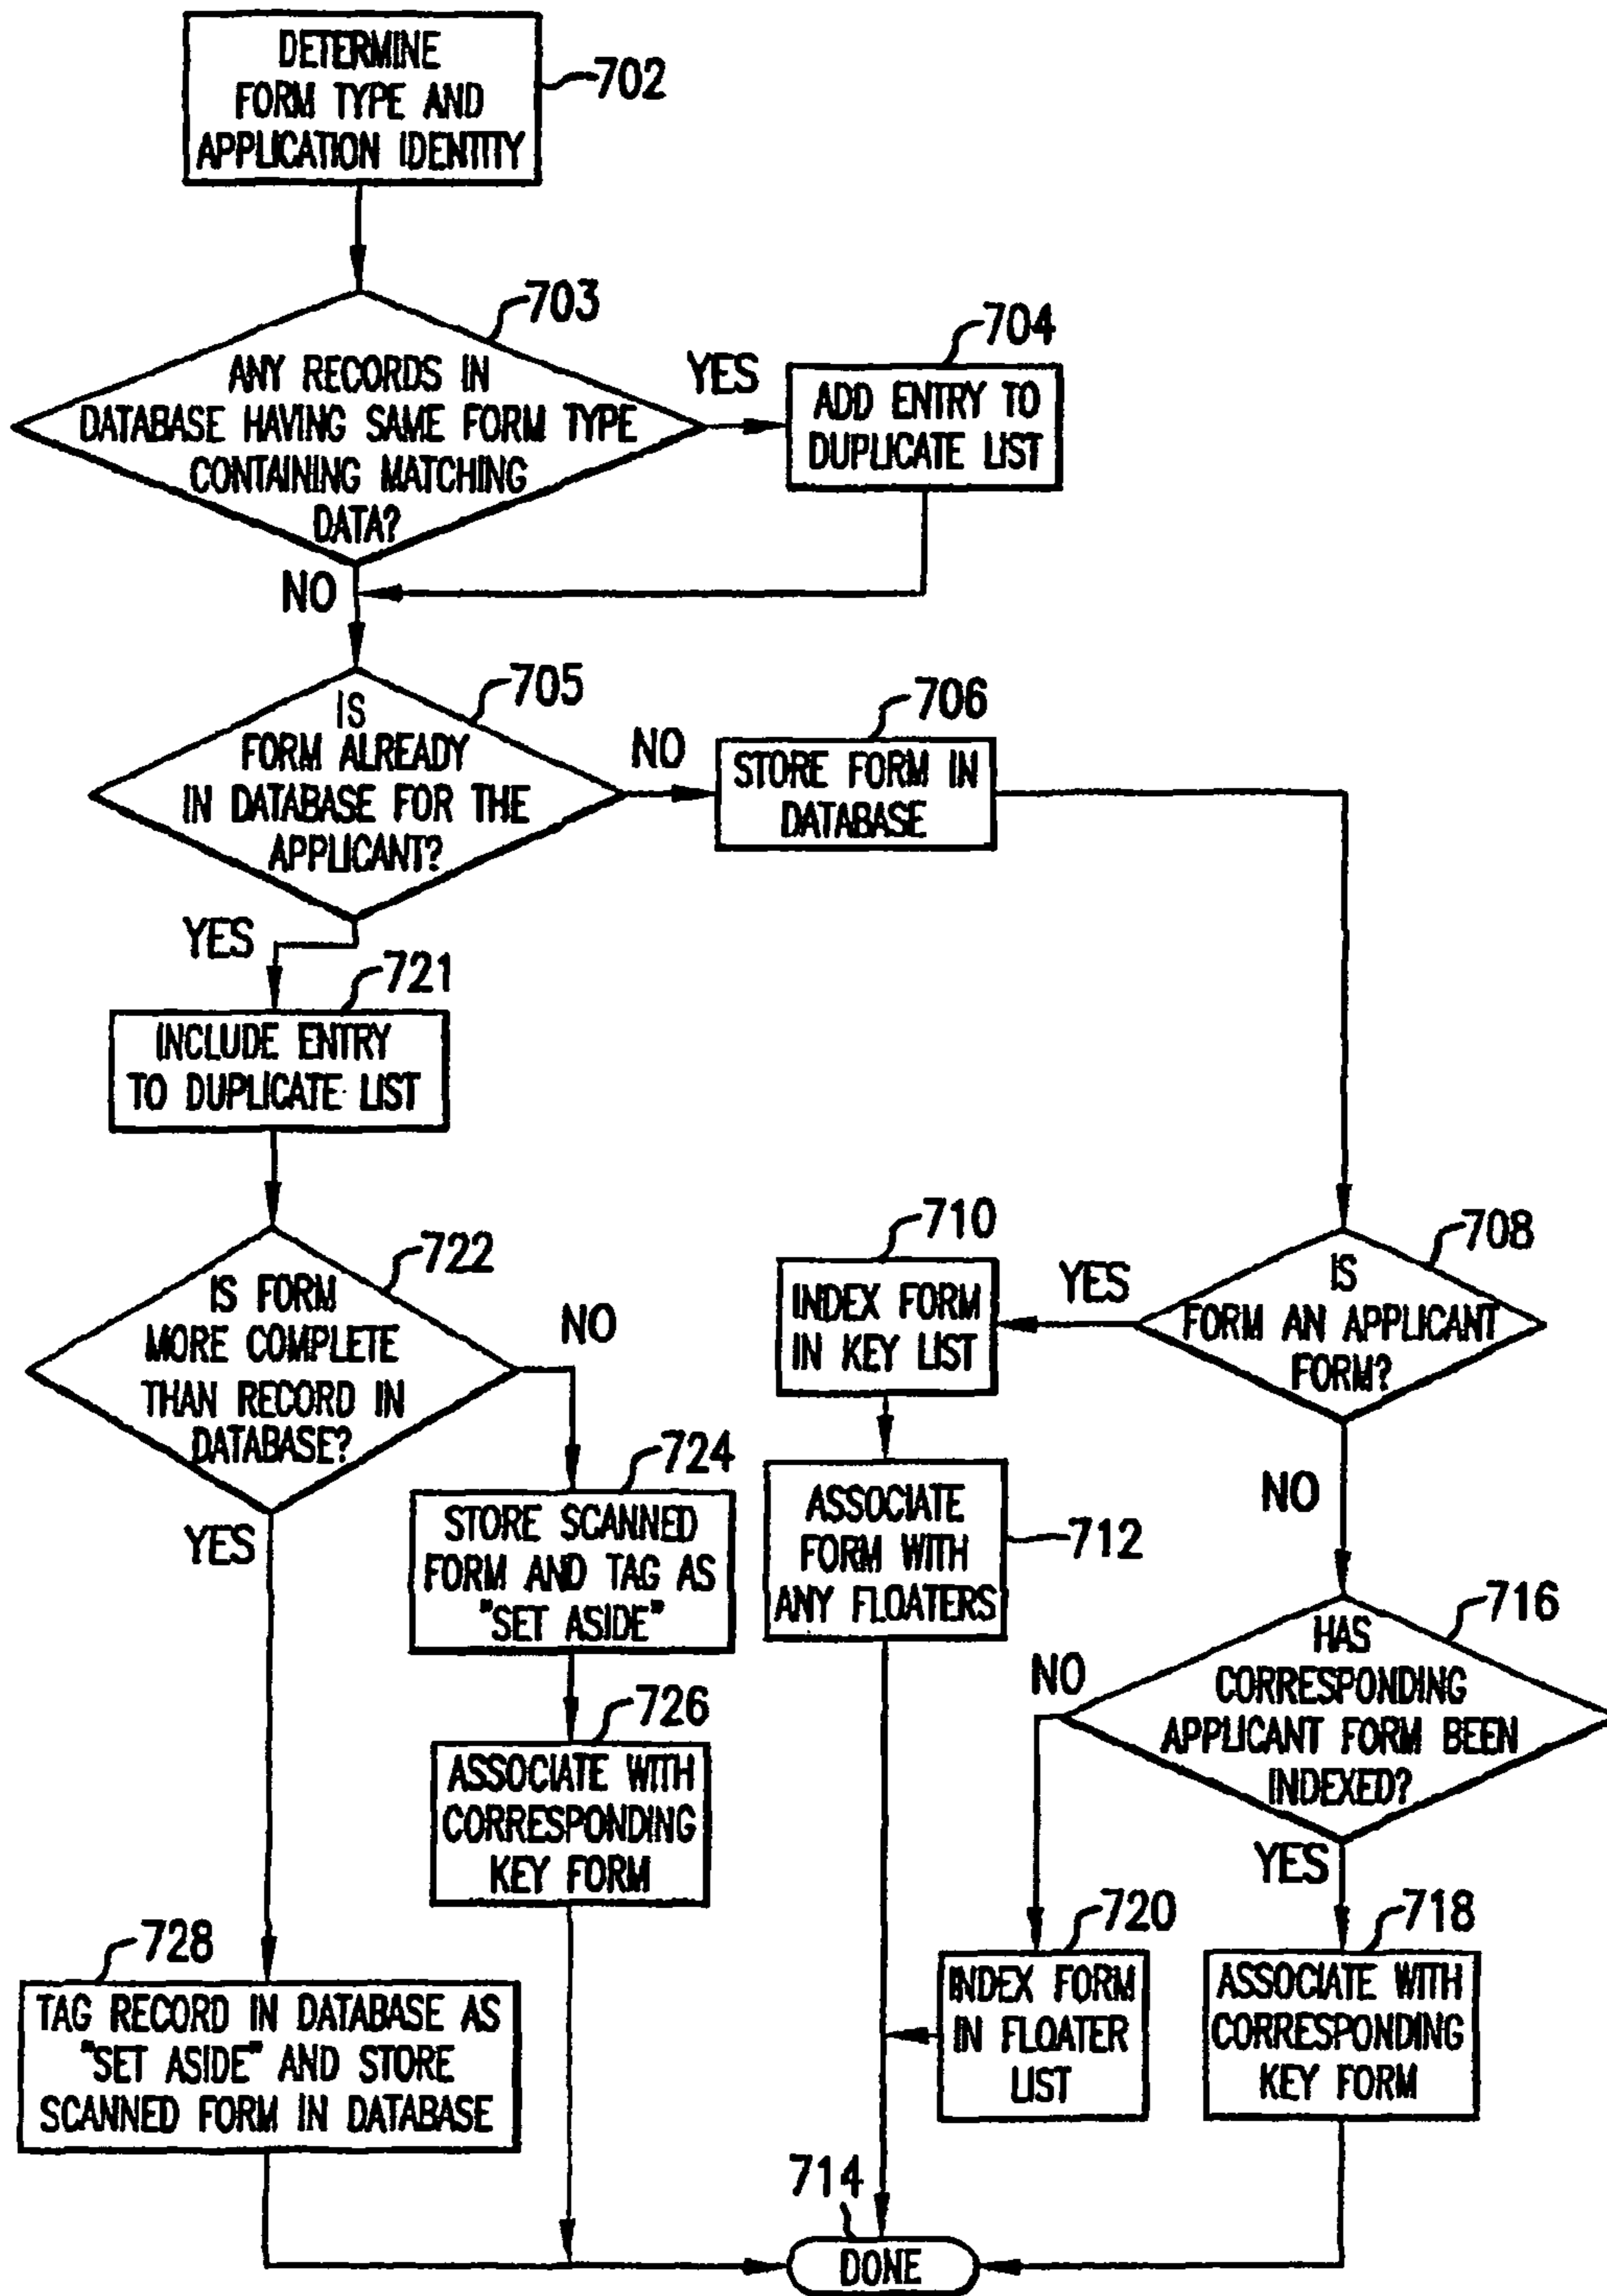 DETERMINE
FORM TYPE AND
APPLICATION IDENTITY
702
703
ANY RECORDS IN
DATABASE HAVING SAME FORM TYPE
CONTAINING MATCHING
DATA?
YES
704
ADD ENTRY TO
DUPLICATE LIST
NO
705
IS
FORM ALREADY
IN DATABASE FOR THE
APPLICANT?
NO
706
STORE FORM IN
DATABASE
YES
721
INCLUDE ENTRY
TO DUPLICATE LIST
722
IS FORM
MORE COMPLETE
THAN RECORD IN
DATABASE?
NO
YES
724
STORE SCANNED
FORM AND TAG AS
"SET ASIDE"
726
ASSOCIATE WITH
CORRESPONDING
KEY FORM
728
TAG RECORD IN DATABASE AS
"SET ASIDE" AND STORE
SCANNED FORM IN DATABASE
708
IS
FORM AN APPLICANT
FORM?
YES
710
INDEX FORM
IN KEY LIST
712
ASSOCIATE
FORM WITH
ANY FLOATERS
NO
716
HAS
CORRESPONDING
APPLICANT FORM BEEN
INDEXED?
NO
YES
720
INDEX FORM
IN FLOATER
LIST
718
ASSOCIATE WITH
CORRESPONDING
KEY FORM
714
DONE